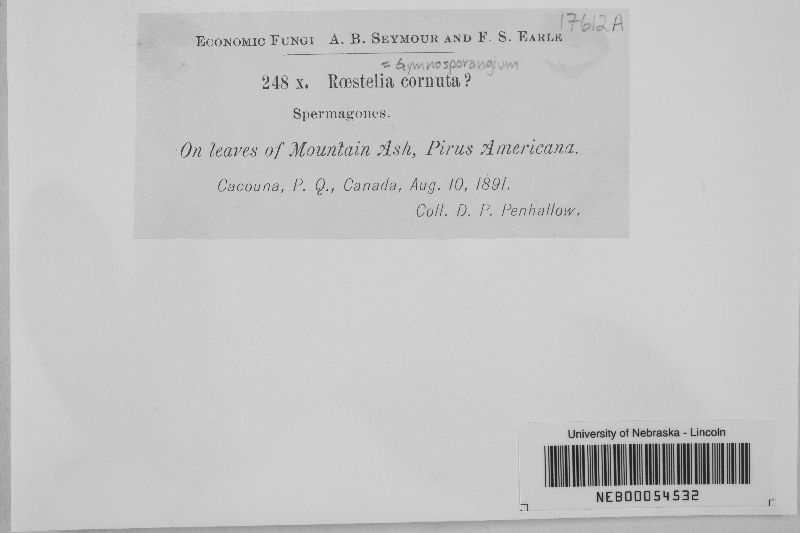 17612A
Economic Fungi A. B. Seymour and F. S. Earle
= Gymnosporangium
248 x. Rœstelia cornuta?
Spermagones.
On leaves of Mountain Ash, Pirus Americana.
Cacouna, P. Q., Canada, Aug. 10, 1891.
Coll. D. P. Penhallow.
University of Nebraska - Lincoln
NEB00054532